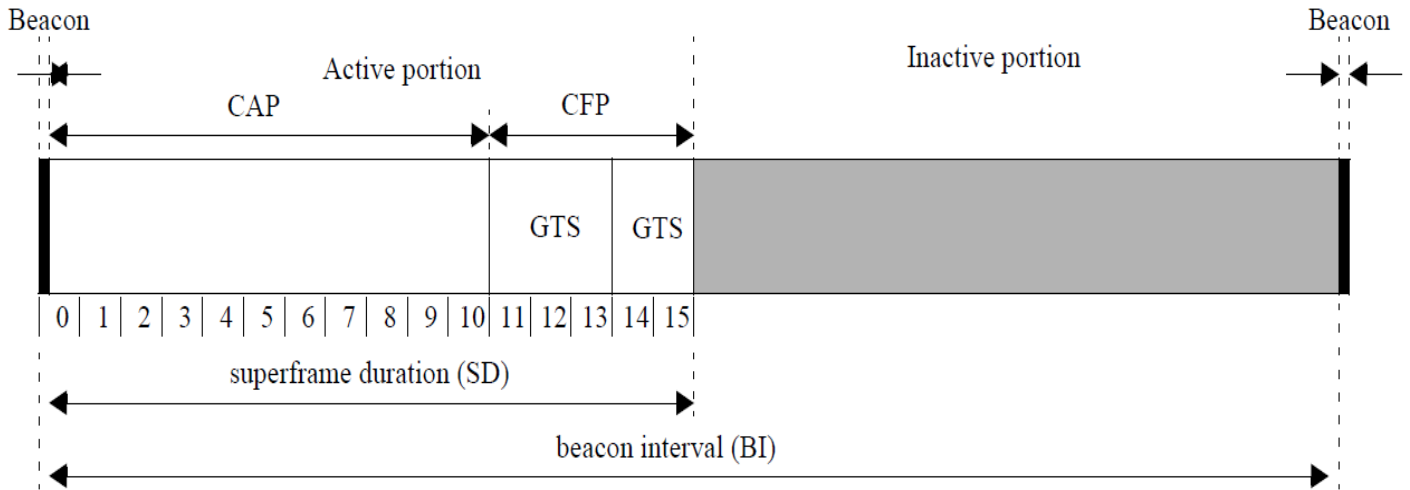 Beacon
Beacon
Active portion
Inactive portion
CAP
CFP
GTS
GTS
0 1 2 3 4 5 6 7 8 9 10 11 12 13 14 15
superframe duration (SD)
beacon interval (BI)